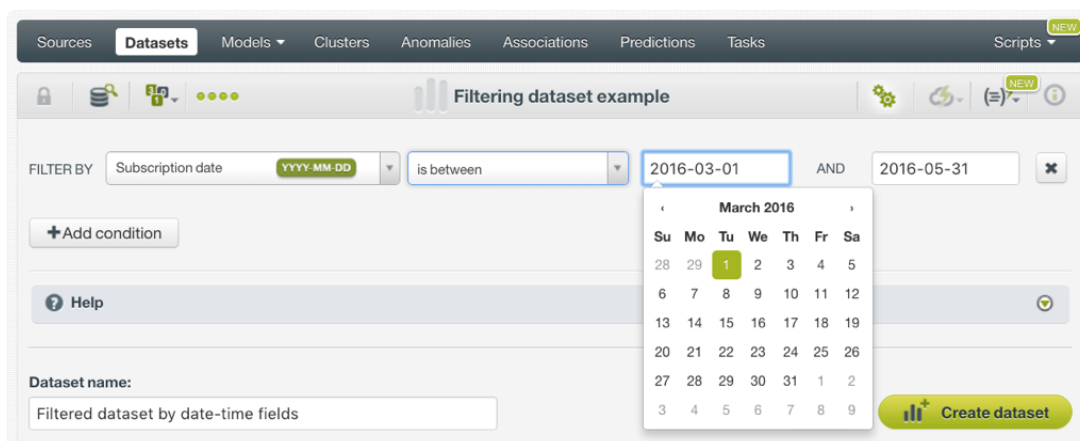 NEW
Sources Datasets Models Clusters Anomalies Associations Predictions Tasks Scripts
NEW
Filtering dataset example
FILTER BY Subscription date YYYY-MM-DD is between 2016-03-01 AND 2016-05-31
March 2016
Su Mo Tu We Th Fr Sa
28 29 1 2 3 4 5
6 7 8 9 10 11 12
13 14 15 16 17 18 19
20 21 22 23 24 25 26
27 28 29 30 31 1 2
3 4 5 6 7 8 9
+Add condition
Help
Dataset name:
Filtered dataset by date-time fields
Create dataset